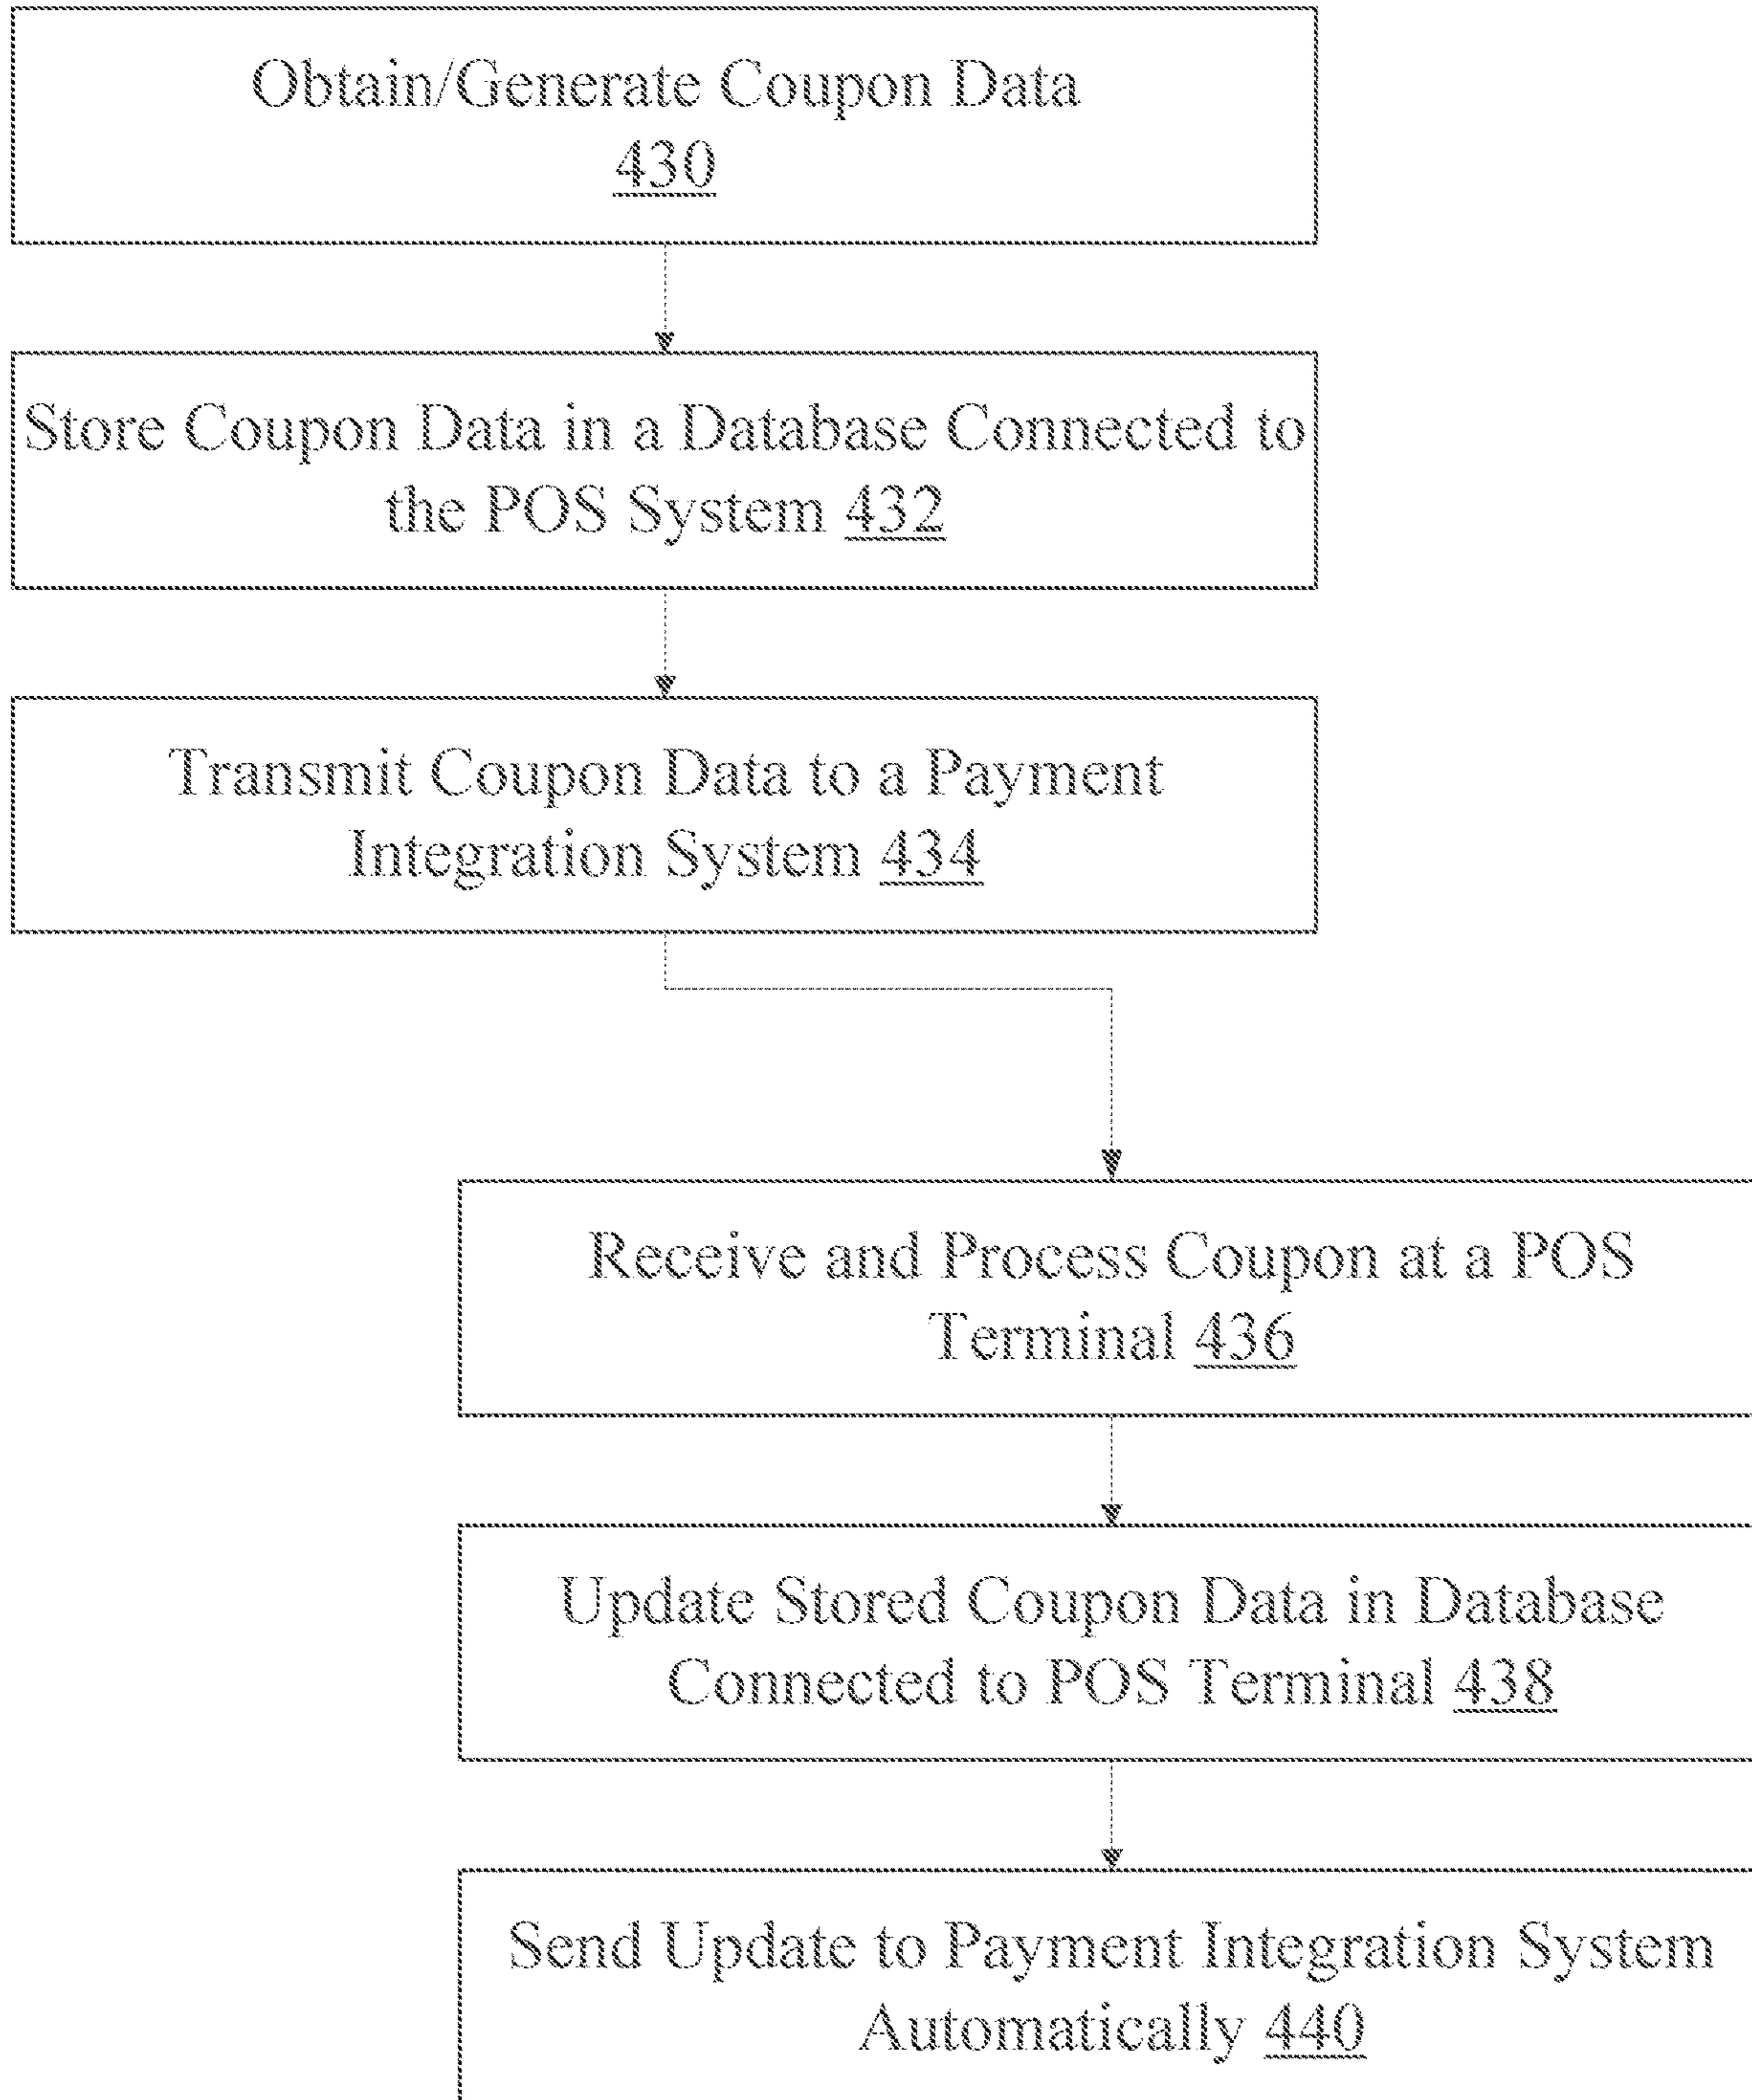 Obtain/Generate Coupon Data
430
Store Coupon Data in a Database Connected to
the POS System 432
Transmit Coupon Data to a Payment
Integration System 434
Receive and Process Coupon at a POS
Terminal 436
Update Stored Coupon Data in Database
Connected to POS Terminal 438
Send Update to Payment Integration System
Automatically 440